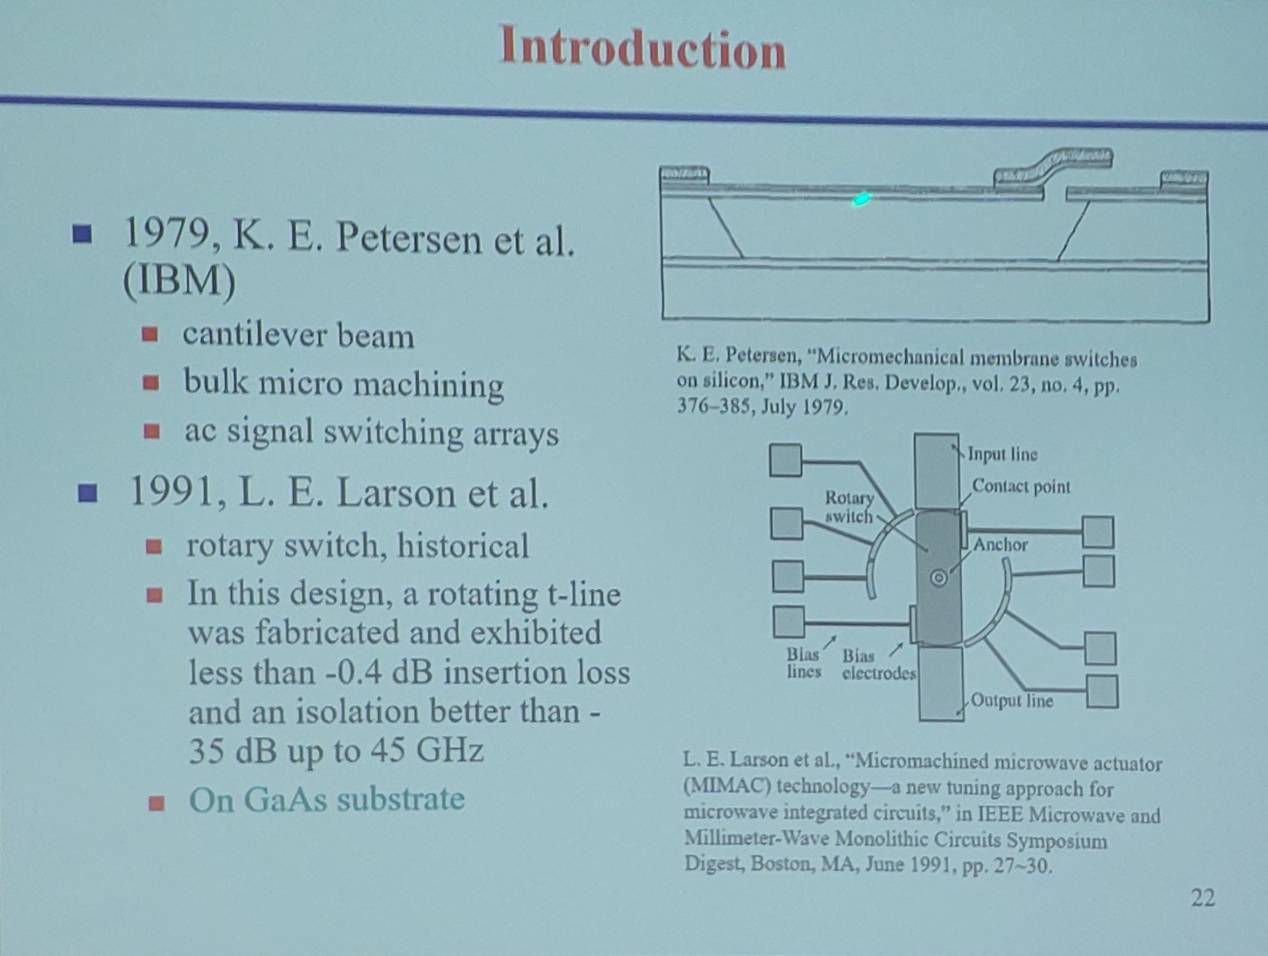 Introduction
1979, K. E. Petersen et al.
(IBM)
cantilever beam
bulk micro machining
ac signal switching arrays
1991, L. E. Larson et al.
rotary switch, historical
In this design, a rotating t-line
was fabricated and exhibited
less than -0.4 dB insertion loss
and an isolation better than -
35 dB up to 45 GHz
On GaAs substrate
K. E. Petersen, “Micromechanical membrane switches
on silicon,” IBM J. Res. Develop., vol. 23, no. 4, pp.
376–385, July 1979.
Input line
Contact point
Rotary
switch
Anchor
Bias
lines
Bias
electrodes
Output line
L. E. Larson et al., “Micromachined microwave actuator
(MIMAC) technology—a new tuning approach for
microwave integrated circuits,” in IEEE Microwave and
Millimeter-Wave Monolithic Circuits Symposium
Digest, Boston, MA, June 1991, pp. 27~30.
22